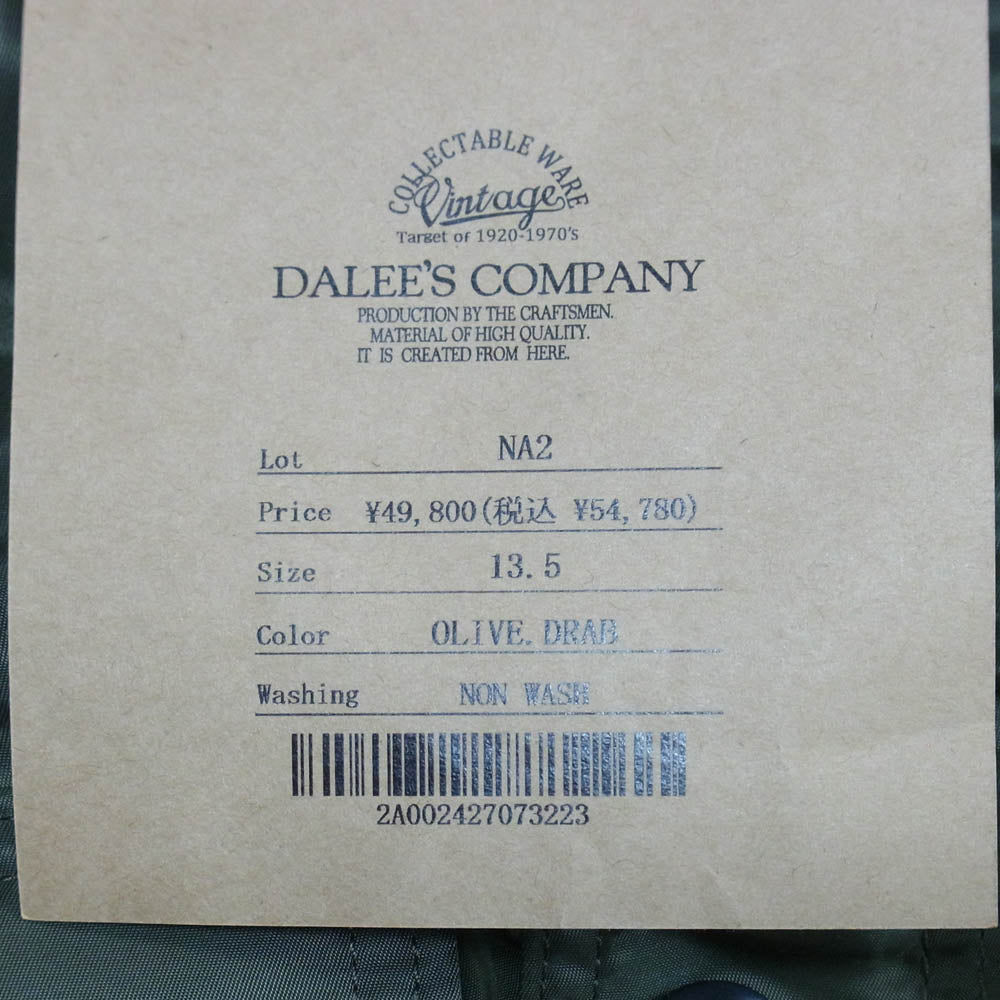 COLLECTABLE WARE
Vintage
Target of 1920-1970's
DALEE'S COMPANY
PRODUCTION BY THE CRAFTSMEN.
MATERIAL OF HIGH QUALITY.
IT IS CREATED FROM HERE.
Lot NA2
Price ¥49,800(税込 ¥54,780)
Size 13.5
Color OLIVE.DRAB
Washing NON WASH
2A002427073223